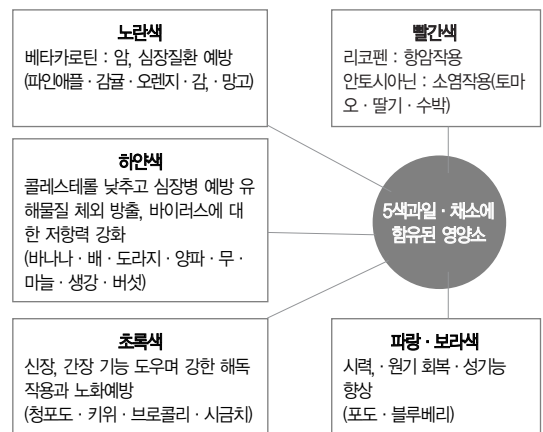 노란색
베타카로틴 : 암, 심장질환 예방
(파인애플 · 감귤 · 오렌지 · 감, · 망고)
빨간색
리코펜 : 항암작용
안토시아닌 : 소염작용(토마
오 · 딸기 · 수박)
하얀색
콜레스테롤 낮추고 심장병 예방 유
해물질 체외 방출, 바이러스에 대
한 저항력 강화
(바나나 · 배 · 도라지 · 양파 · 무 ·
마늘 · 생강 · 버섯)
5색과일 · 채소에
함유된 영양소
초록색
신장, 간장 기능 도우며 강한 해독
작용과 노화예방
(청포도 · 키위 · 브로콜리 · 시금치)
파랑 · 보라색
시력, · 원기 회복 · 성기능
향상
(포도 · 블루베리)